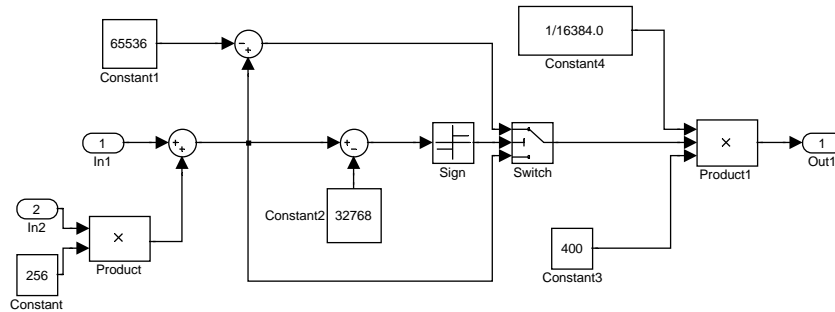 65536
Constant1
1/16384.0
Constant4
1
In1
Sign
Switch
×
Product1
1
Out1
2
In2
Constant2
32768
×
Product
256
Constant
400
Constant3